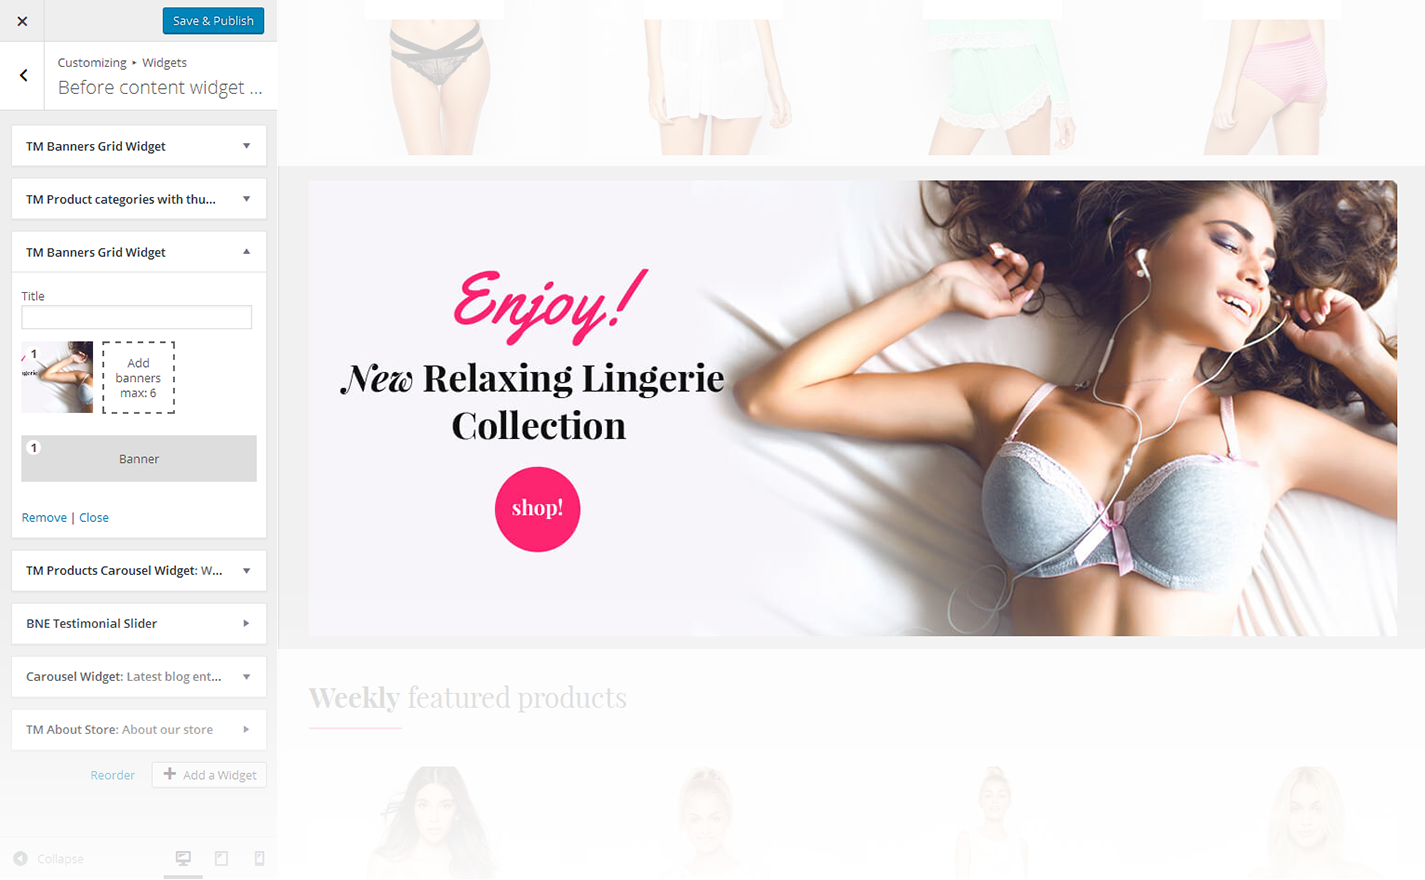 Save & Publish
Customizing ▸ Widgets
Before content widget ...
TM Banners Grid Widget
TM Product categories with thu...
TM Banners Grid Widget
Title
1
Add
banners
max: 6
1
Banner
Remove | Close
TM Products Carousel Widget: W...
BNE Testimonial Slider
Carousel Widget: Latest blog ent...
TM About Store: About our store
Reorder
Add a Widget
Collapse
Enjoy!
New Relaxing Lingerie
Collection
shop!
Weekly featured products